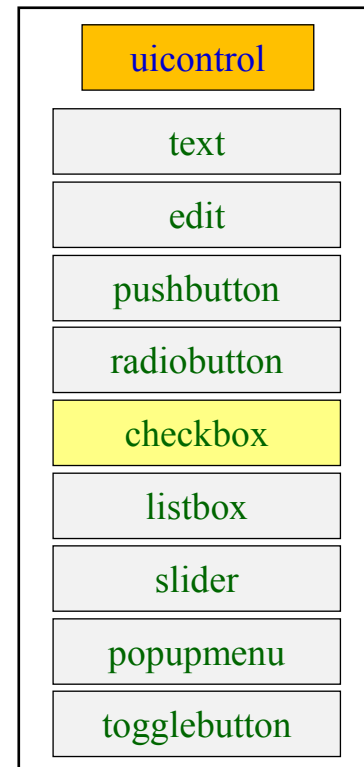 uicontrol
text
edit
pushbutton
radiobutton
checkbox
listbox
slider
popupmenu
togglebutton